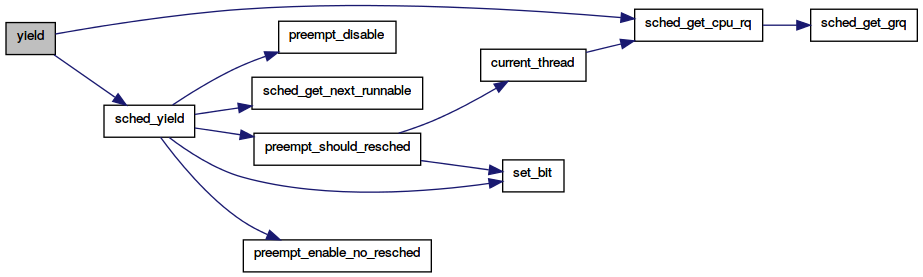 yield
sched_yield
preempt_disable
sched_get_next_runnable
preempt_should_resched
preempt_enable_no_resched
current_thread
set_bit
sched_get_cpu_rq
sched_get_grq